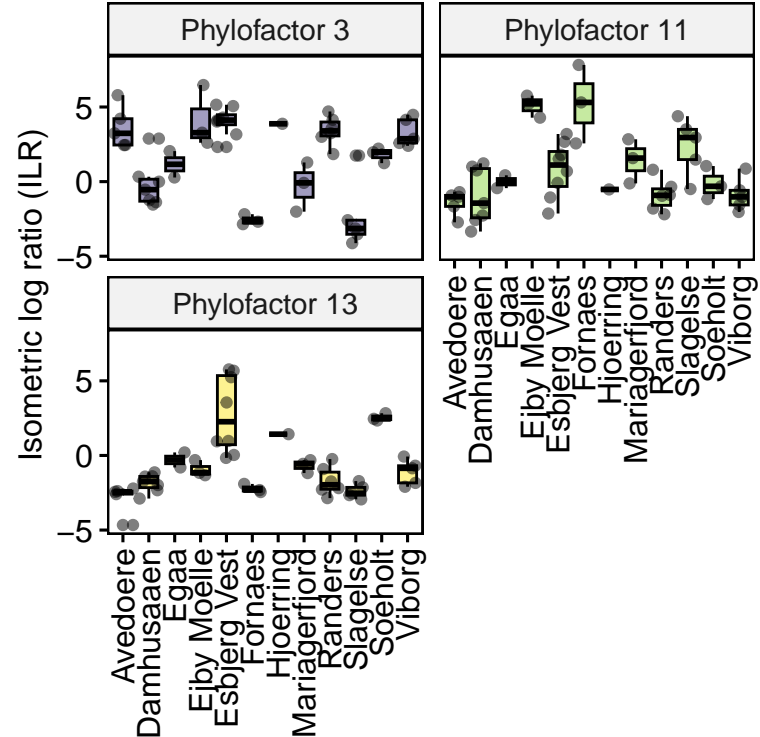 Phylofactor 3
Phylofactor 11
Isometric log ratio (ILR)
5
0
−5
Avedoere
Damhusaaen
Egaa
Ejby Moelle
Esbjerg Vest
Fornaes
Hjoerring
Mariagerfjord
Randers
Slagelse
Soeholt
Viborg
Phylofactor 13
5
0
−5
Avedoere
Damhusaaen
Egaa
Ejby Moelle
Esbjerg Vest
Fornaes
Hjoerring
Mariagerfjord
Randers
Slagelse
Soeholt
Viborg